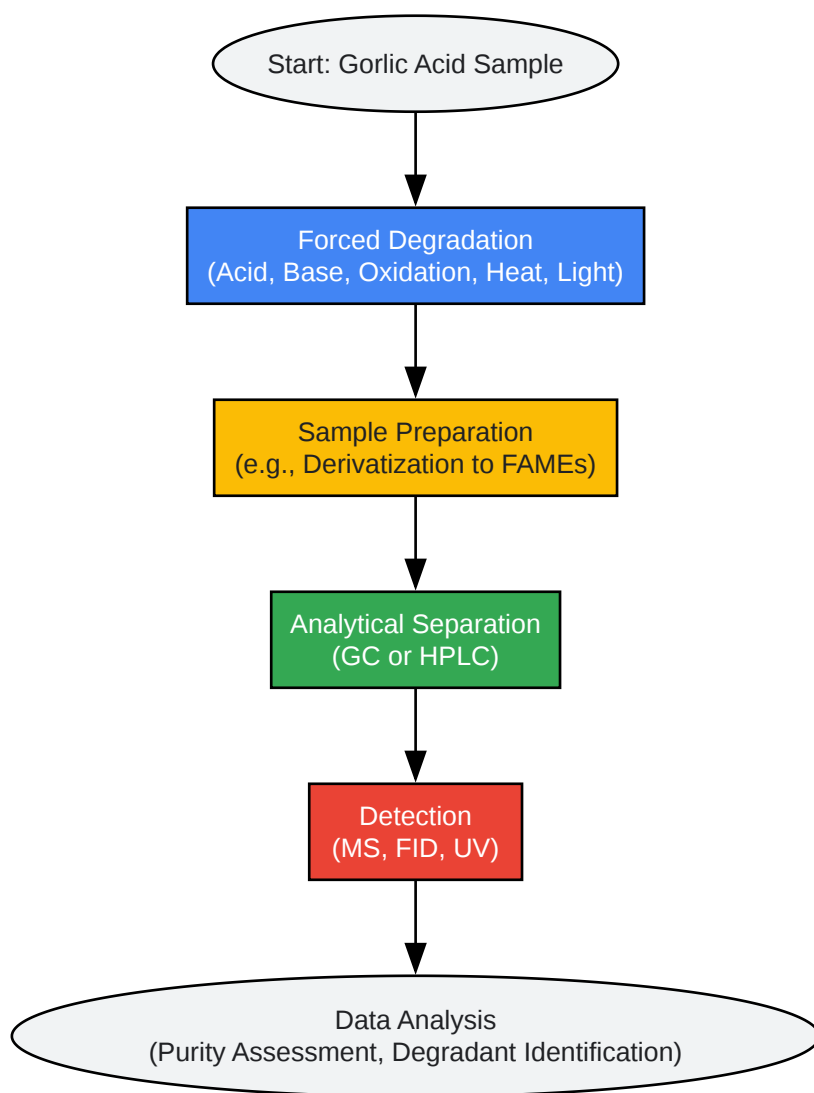 Start: Gorlic Acid Sample
Forced Degradation
(Acid, Base, Oxidation, Heat, Light)
Sample Preparation
(e.g., Derivatization to FAMEs)
Analytical Separation
(GC or HPLC)
Detection
(MS, FID, UV)
Data Analysis
(Purity Assessment, Degradant Identification)